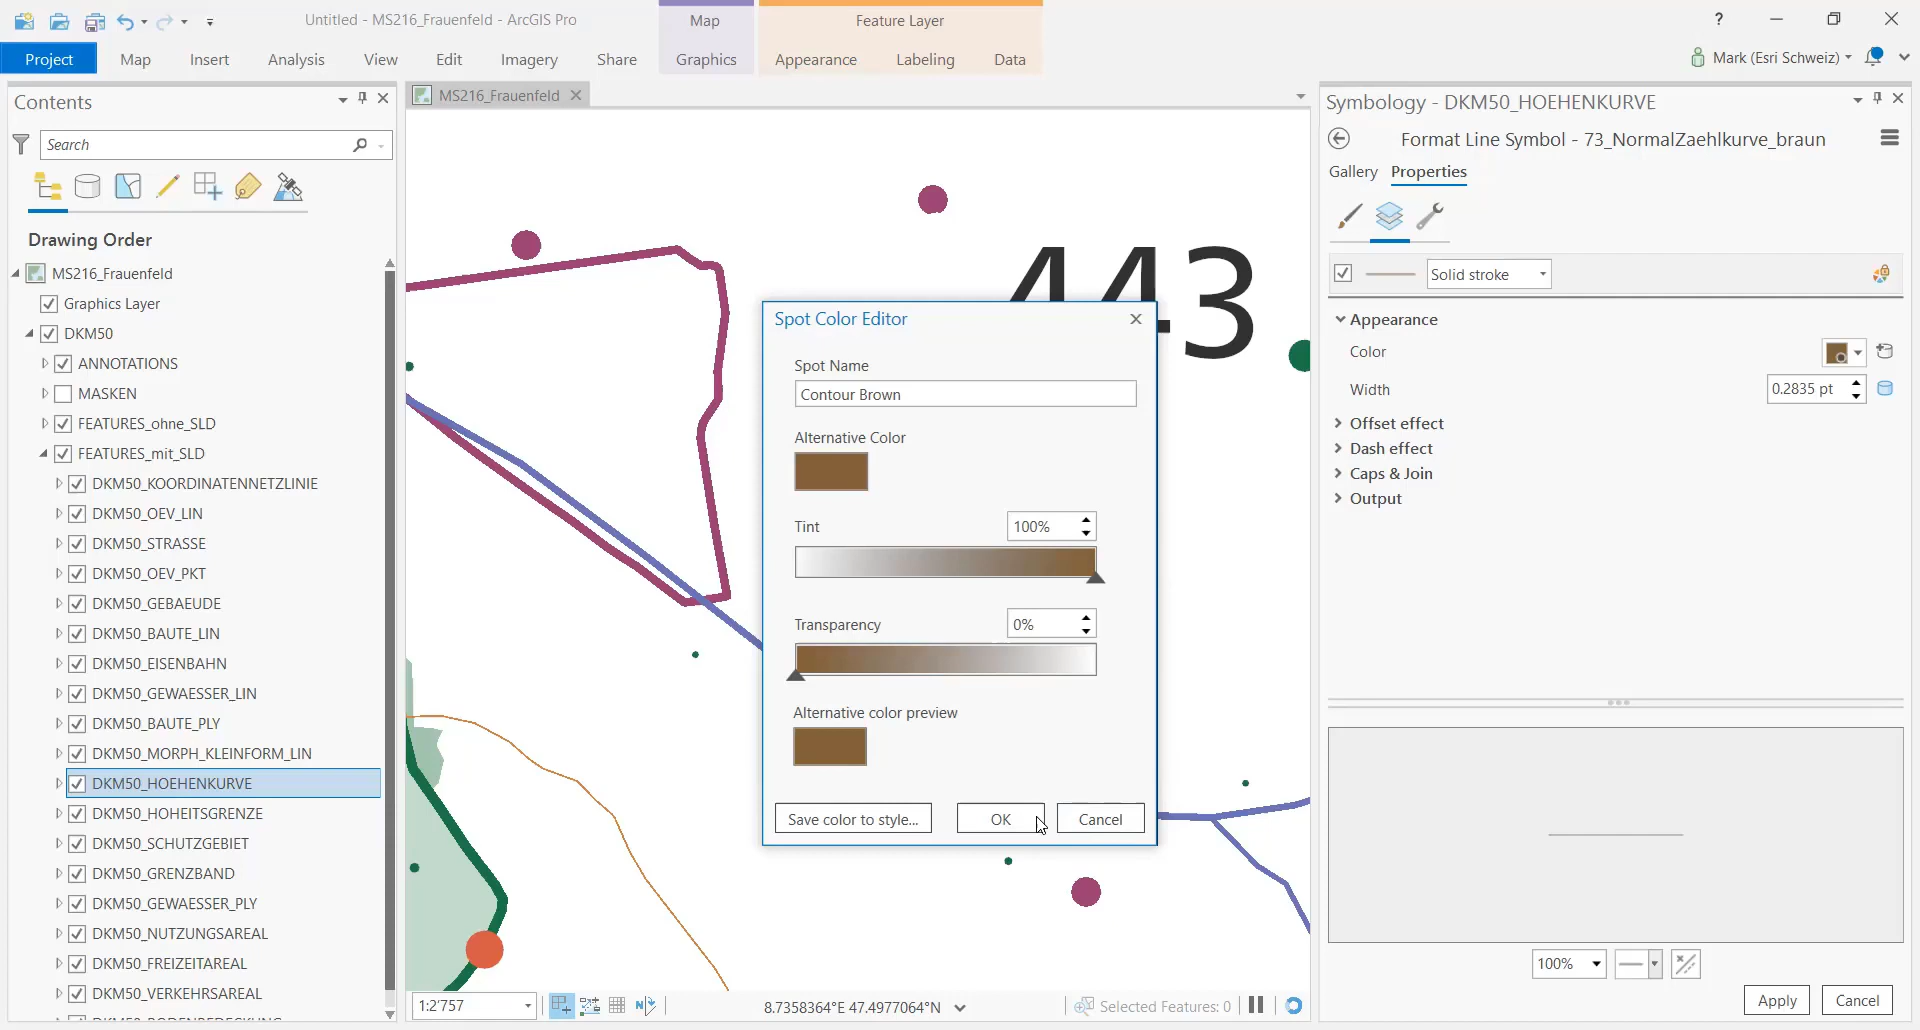 Untitled - MS216_Frauenfeld - ArcGIS Pro
Map
Feature Layer
?
Project
Map
Insert
Analysis
View
Edit
Imagery
Share
Graphics
Appearance
Labeling
Data
Mark (Esri Schweiz)
Contents
Search
Drawing Order
MS216_Frauenfeld
Graphics Layer
DKM50
ANNOTATIONS
MASKEN
FEATURES_ohne_SLD
FEATURES_mit_SLD
DKM50_KOORDINATENNETZLINIE
DKM50_OEV_LIN
DKM50_STRASSE
DKM50_OEV_PKT
DKM50_GEBAEUDE
DKM50_BAUTE_LIN
DKM50_EISENBAHN
DKM50_GEWAESSER_LIN
DKM50_BAUTE_PLY
DKM50_MORPH_KLEINFORM_LIN
DKM50_HOEHENKURVE
DKM50_HOHEITSGRENZE
DKM50_SCHUTZGEBIET
DKM50_GRENZBAND
DKM50_GEWAESSER_PLY
DKM50_NUTZUNGSAREAL
DKM50_FREIZEITAREAL
DKM50_VERKEHRSAREAL
MS216_Frauenfeld
443
Spot Color Editor
Spot Name
Contour Brown
Alternative Color
Tint
100%
Transparency
0%
Alternative color preview
Save color to style...
OK
Cancel
1:2'757
8.7358364°E 47.4977064°N
Selected Features: 0
Symbology - DKM50_HOEHENKURVE
Format Line Symbol - 73_NormalZaehlkurve_braun
Gallery
Properties
Solid stroke
Appearance
Color
Width
0.2835 pt
Offset effect
Dash effect
Caps & Join
Output
100%
Apply
Cancel